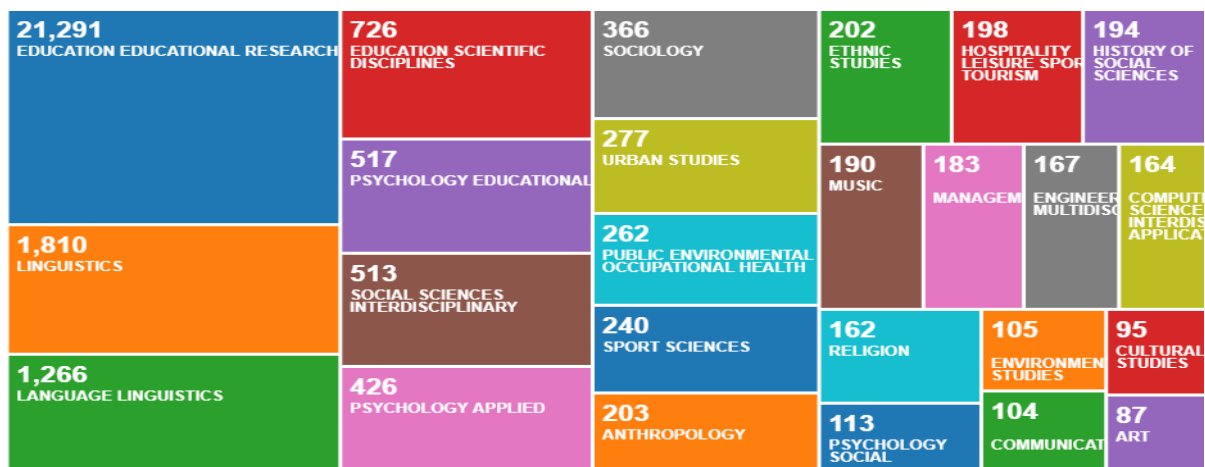 21,291
EDUCATION EDUCATIONAL RESEARCH
1,810
LINGUISTICS
1,266
LANGUAGE LINGUISTICS
726
EDUCATION SCIENTIFIC
DISCIPLINES
517
PSYCHOLOGY EDUCATIONAL
513
SOCIAL SCIENCES
INTERDISCIPLINARY
426
PSYCHOLOGY APPLIED
366
SOCIOLOGY
277
URBAN STUDIES
262
PUBLIC ENVIRONMENTAL
OCCUPATIONAL HEALTH
240
SPORT SCIENCES
203
ANTHROPOLOGY
202
ETHNIC
STUDIES
198
HOSPITALITY
LEISURE SPOR
TOURISM
194
HISTORY OF
SOCIAL
SCIENCES
190
MUSIC
183
MANAGEM
167
ENGINEER
MULTIDISC
164
COMPUT
SCIENCE
INTERDIS
APPLICA
162
RELIGION
113
PSYCHOLOGY
SOCIAL
105
ENVIRONMEN
STUDIES
104
COMMUNICAT
95
CULTURAL
STUDIES
87
ART